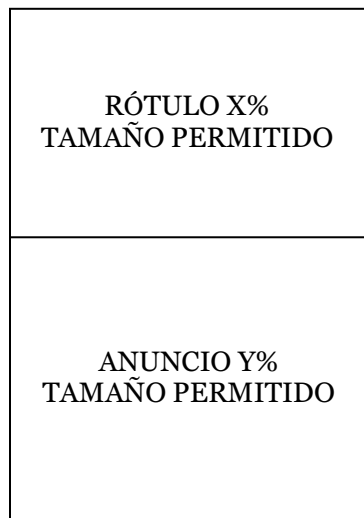 RÓTULO X%
TAMAÑO PERMITIDO
ANUNCIO Y%
TAMAÑO PERMITIDO